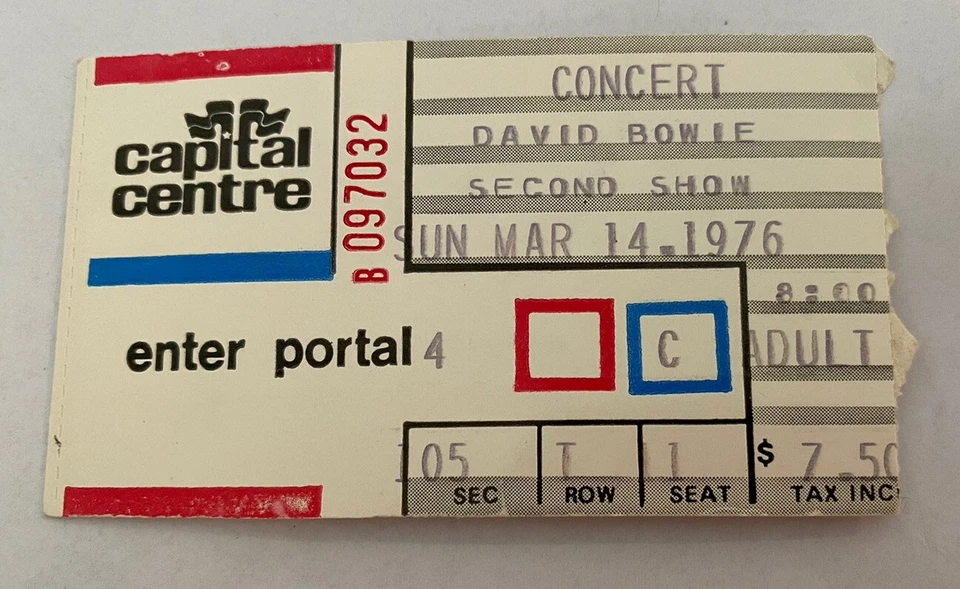 capital
centre
B 097032
CONCERT
DAVID BOWIE
SECOND SHOW
SUN MAR 14.1976
8:00
enter portal 4
C
ADULT
105 T 11 $ 7.50
SEC ROW SEAT TAX INC